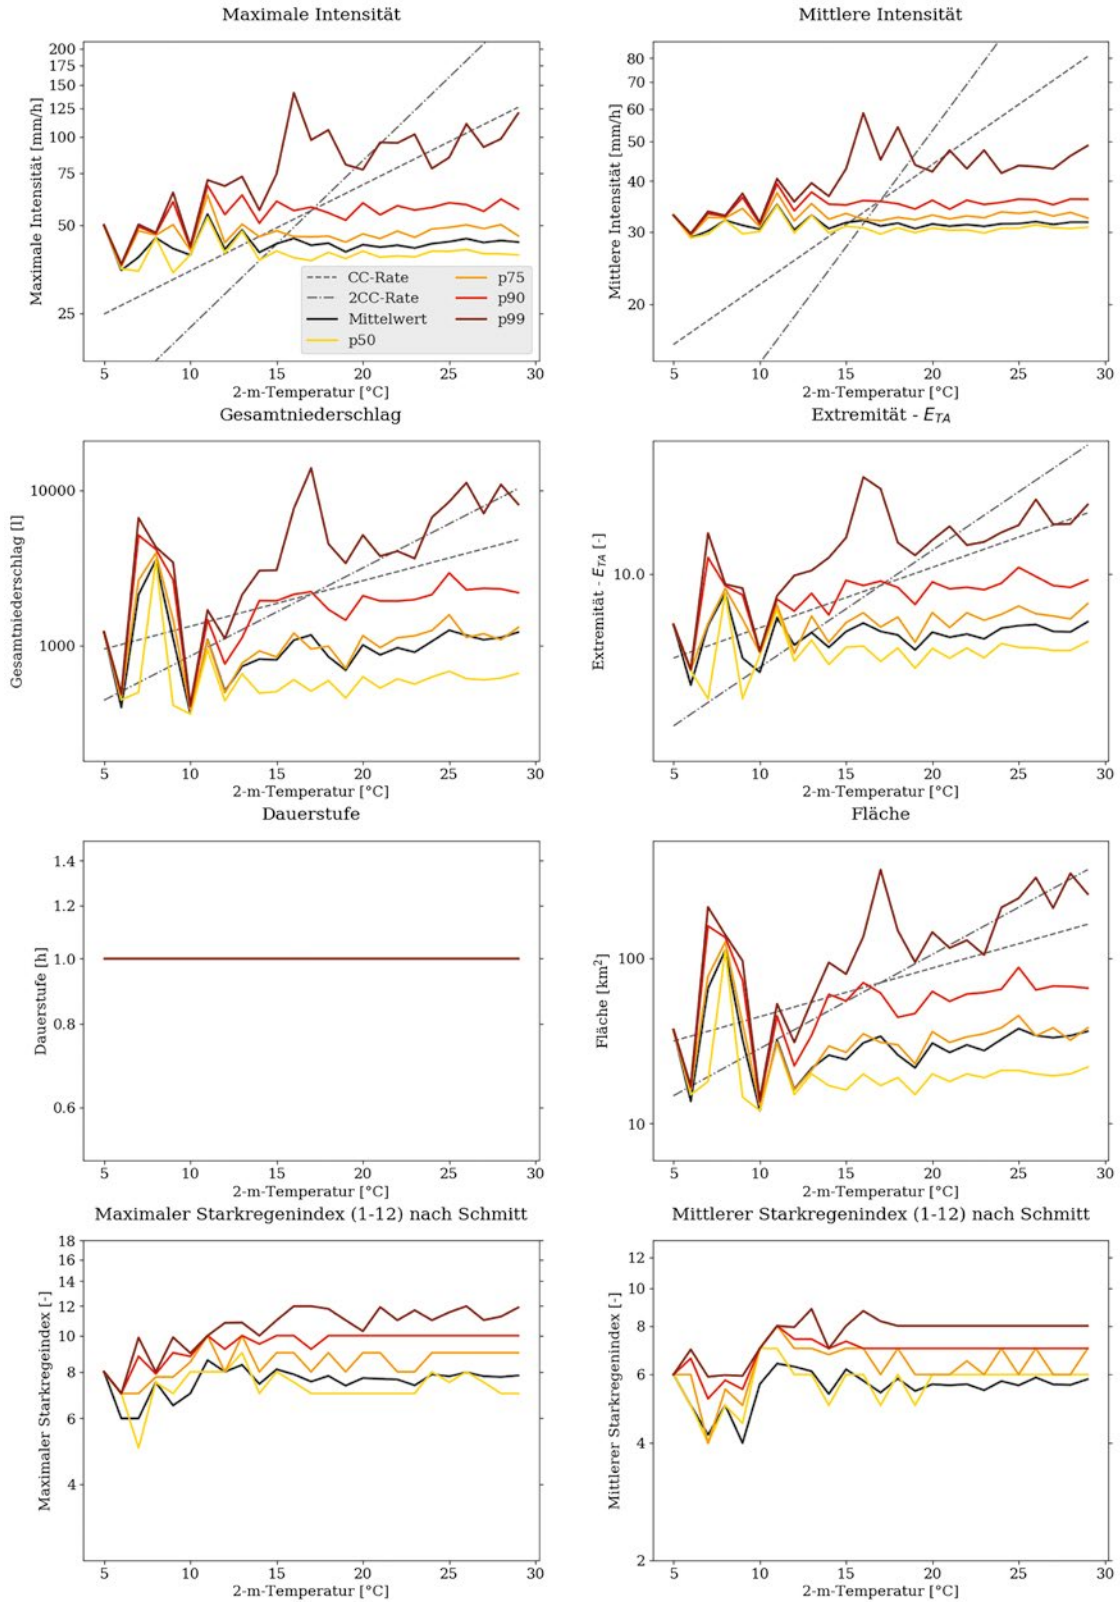 Maximale Intensität
Maximale Intensität [mm/h]
200
175
150
125
100
75
50
25
CC-Rate
2CC-Rate
Mittelwert
p50
p75
p90
p99
5 10 15 20 25 30
2-m-Temperatur [°C]
Mittlere Intensität
Mittlere Intensität [mm/h]
80
70
60
50
40
30
20
5 10 15 20 25 30
2-m-Temperatur [°C]
Gesamtniederschlag
Gesamtniederschlag [l]
10000
1000
5 10 15 20 25 30
2-m-Temperatur [°C]
Extremität - E_TA
Extremität - E_TA [-]
10.0
5 10 15 20 25 30
2-m-Temperatur [°C]
Dauerstufe
Dauerstufe [h]
1.4
1.2
1.0
0.8
0.6
5 10 15 20 25 30
2-m-Temperatur [°C]
Fläche
Fläche [km²]
100
10
5 10 15 20 25 30
2-m-Temperatur [°C]
Maximaler Starkregenindex (1-12) nach Schmitt
Maximaler Starkregeindex [-]
18
16
14
12
10
8
6
4
5 10 15 20 25 30
2-m-Temperatur [°C]
Mittlerer Starkregenindex (1-12) nach Schmitt
Mittlerer Starkregenindex [-]
12
10
8
6
4
2
5 10 15 20 25 30
2-m-Temperatur [°C]